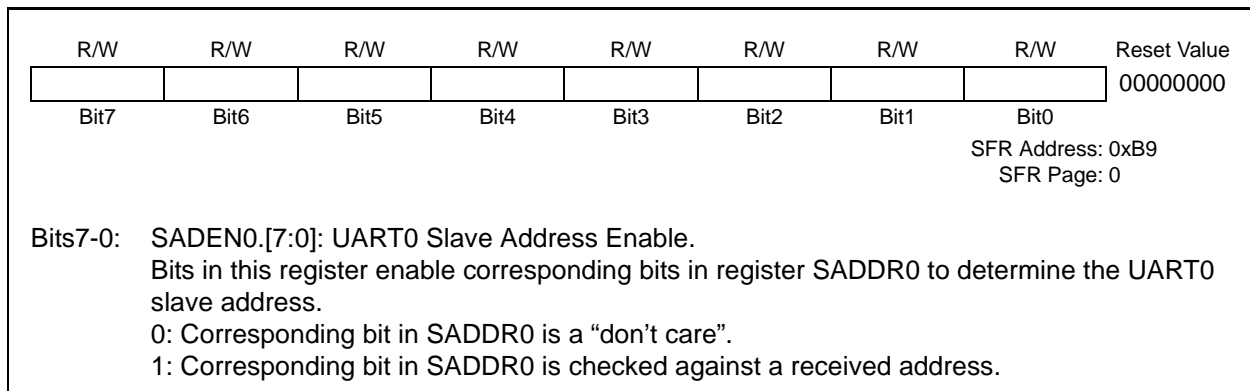 R/W R/W R/W R/W R/W R/W R/W R/W Reset Value
00000000
Bit7 Bit6 Bit5 Bit4 Bit3 Bit2 Bit1 Bit0
SFR Address: 0xB9
SFR Page: 0
Bits7-0: SADEN0.[7:0]: UART0 Slave Address Enable.
Bits in this register enable corresponding bits in register SADDR0 to determine the UART0
slave address.
0: Corresponding bit in SADDR0 is a “don’t care”.
1: Corresponding bit in SADDR0 is checked against a received address.